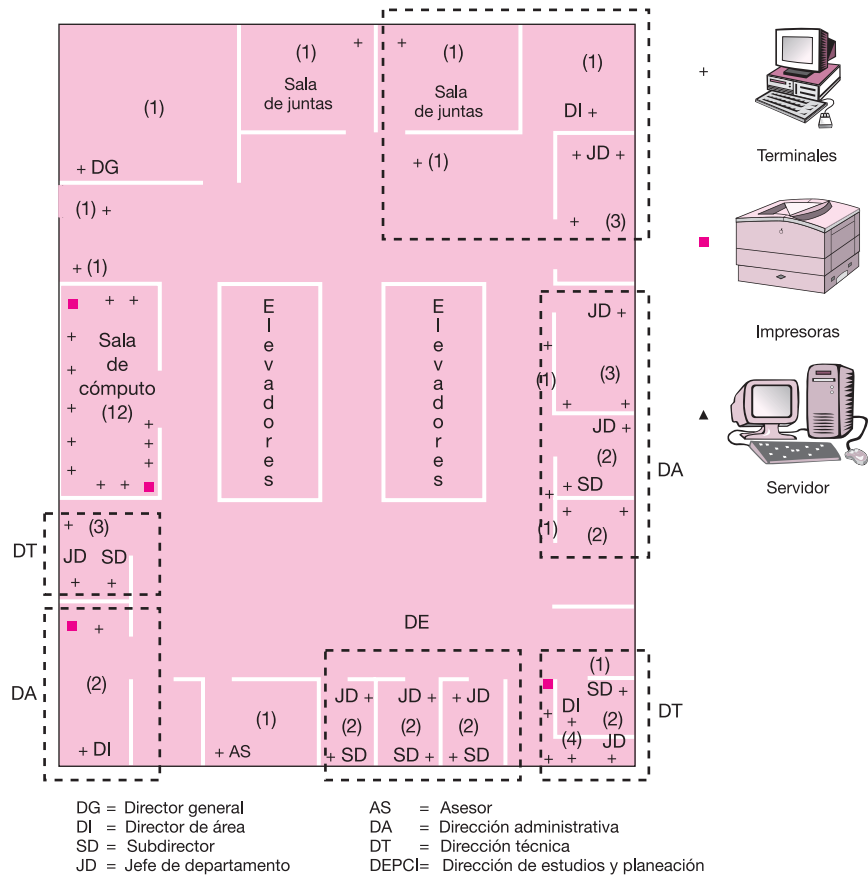 (1)
Sala
de juntas
(1)
Sala
de juntas
(1)
(1)
DI +
+ DG
+ (1)
+ JD +
+ (3)
(1) +
+ (1)
+
Terminales
Impresoras
Servidor
Sala
de
cómputo
(12)
Elevadores
Elevadores
JD +
(1)
(3)
JD +
(2)
+ SD
(1)
(2)
DA
DT
(3)
JD SD
DA
(2)
+ DI
(1)
+ AS
DE
JD +
(2)
+ SD
JD +
(2)
SD +
+ JD
(2)
+ SD
(1)
SD +
DI
(2)
(4)
JD
DT
DG = Director general
DI = Director de área
SD = Subdirector
JD = Jefe de departamento
AS = Asesor
DA = Dirección administrativa
DT = Dirección técnica
DEPCI= Dirección de estudios y planeación